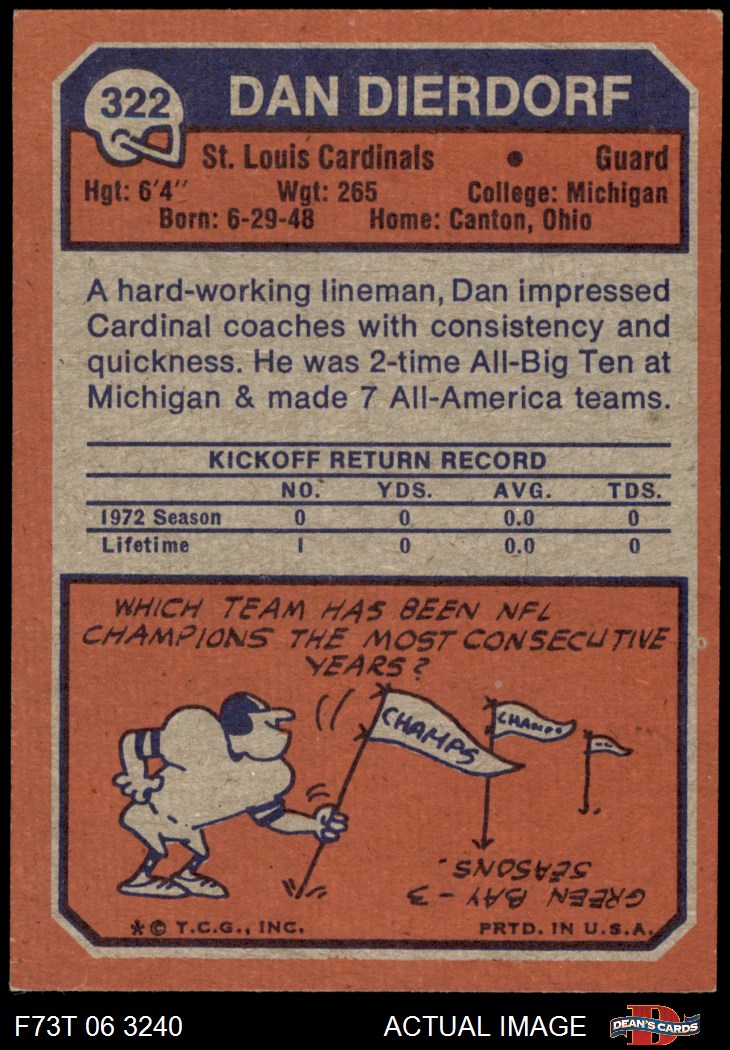 322
DAN DIERDORF
St. Louis Cardinals • Guard
Hgt: 6'4" Wgt: 265 College: Michigan
Born: 6-29-48 Home: Canton, Ohio
A hard-working lineman, Dan impressed
Cardinal coaches with consistency and
quickness. He was 2-time All-Big Ten at
Michigan & made 7 All-America teams.
KICKOFF RETURN RECORD
NO. YDS. AVG. TDS.
1972 Season 0 0 0.0 0
Lifetime 1 0 0.0 0
WHICH TEAM HAS BEEN NFL
CHAMPIONS THE MOST CONSECUTIVE
YEARS?
CHAMPS
CHAMPS
GREEN BAY - 3
SEASONS.
*© T.C.G., INC. PRTD. IN U.S.A.
F73T 06 3240 ACTUAL IMAGE DEAN'S CARDS